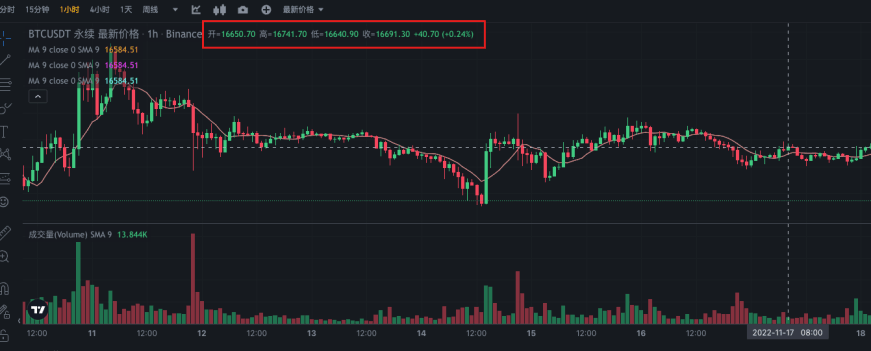 分时 15分钟 1小时 4小时 1天 周线 最新价格
BTCUSDT 永续 最新价格 · 1h · Binance 开=16650.70 高=16741.70 低=16640.90 收=16691.30 +40.70 (+0.24%)
MA 9 close 0 SMA 9 16584.51
MA 9 close 0 SMA 9 16584.51
MA 9 close 0 SMA 9 16584.51
成交量(Volume) SMA 9 13.844K
12:00 11 12:00 12 12:00 13 12:00 14 12:00 15 12:00 16 12:00 2022-11-17 08:00 18